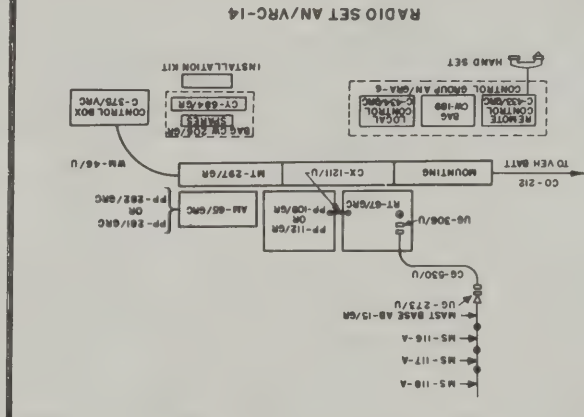 MS-118-A
MS-117-A
MS-116-A
MAST BASE AB-15/GR
UG-273/U
CG-530/U
UG-306/U
RT-67/GRC
PP-112/GR
OR
PP-109/GR
AM-65/GRC
PP-281/GRC
OR
PP-282/GRC
CO-212
TO VEH BATT
MOUNTING
CX-1211/U
MT-297/GR
WM-46/U
REMOTE
CONTROL
C-433/GRC
BAG
CW-189
LOCAL
CONTROL
C-434/GRC
CONTROL GROUP AN/GRA-6
HAND SET
BAG CW 206/GR
SPARES
CY-684/GR
INSTALLATION KIT
CONTROL BOX
C-375/VRC
RADIO SET AN/VRC-14